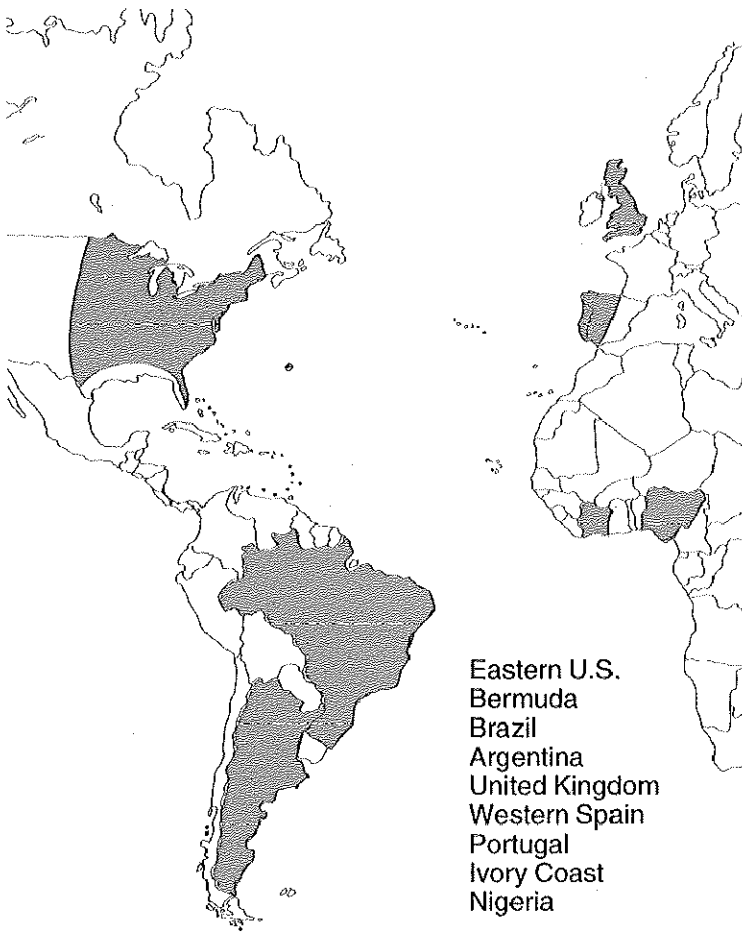 Eastern U.S.
Bermuda
Brazil
Argentina
United Kingdom
Western Spain
Portugal
Ivory Coast
Nigeria